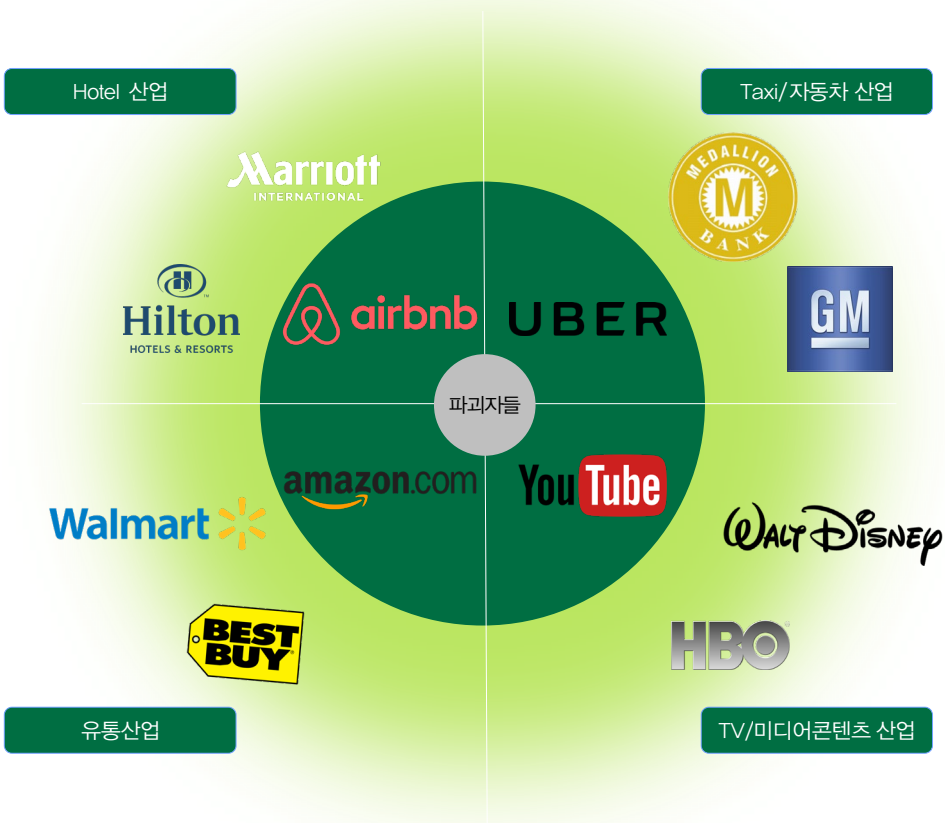 Hotel 산업
Taxi/자동차 산업
Marriott
INTERNATIONAL
MEDALLION
M
BANK
H
Hilton
HOTELS & RESORTS
airbnb
UBER
GM
파괴자들
amazon.com
YouTube
Walmart
WALT DISNEY
BEST
BUY
HBO
유통산업
TV/미디어콘텐츠 산업